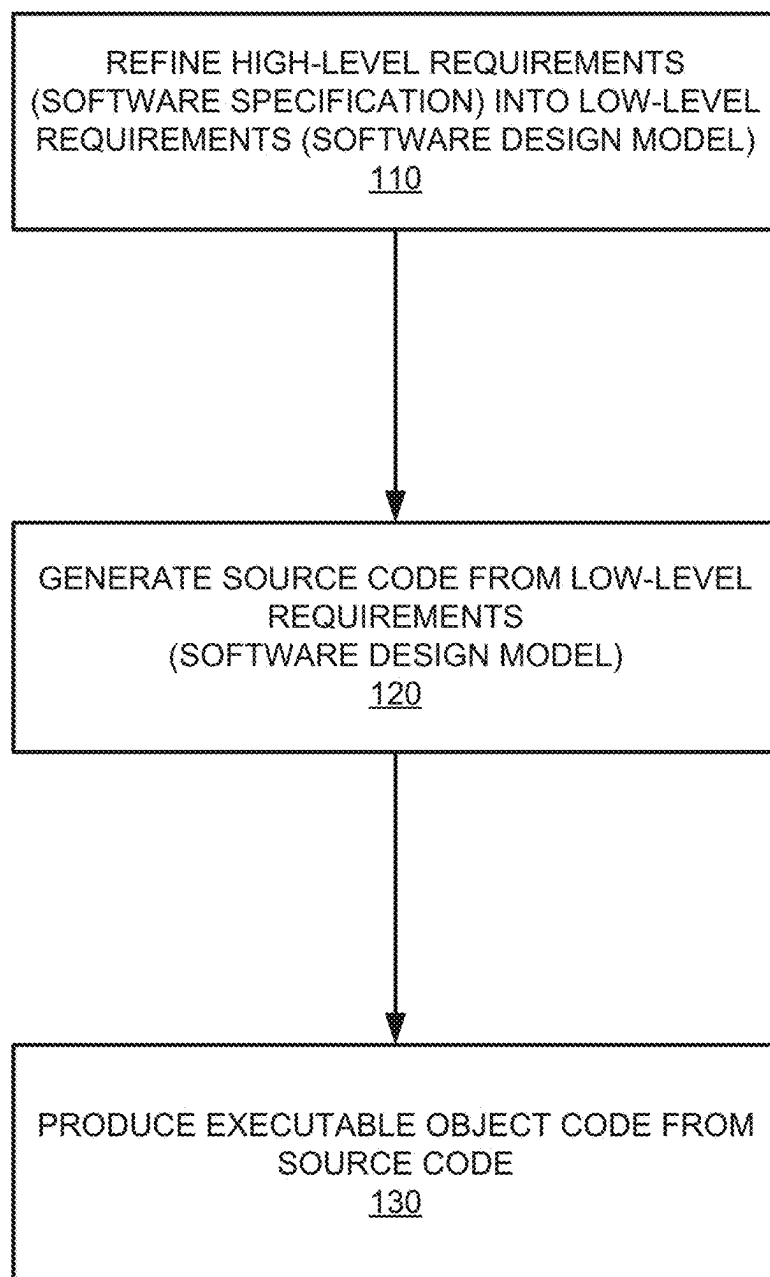 REFINE HIGH-LEVEL REQUIREMENTS
(SOFTWARE SPECIFICATION) INTO LOW-LEVEL
REQUIREMENTS (SOFTWARE DESIGN MODEL)
110
GENERATE SOURCE CODE FROM LOW-LEVEL
REQUIREMENTS
(SOFTWARE DESIGN MODEL)
120
PRODUCE EXECUTABLE OBJECT CODE FROM
SOURCE CODE
130